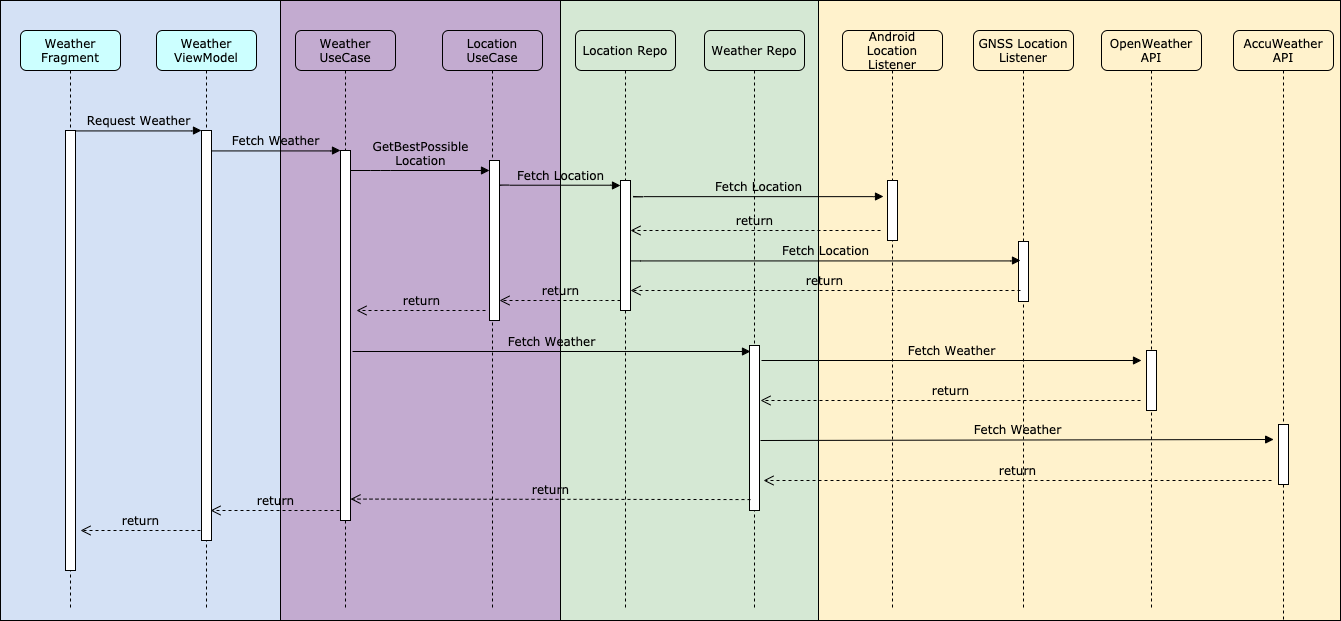 Weather
Fragment
Weather
ViewModel
Weather
UseCase
Location
UseCase
Location Repo
Weather Repo
Android
Location
Listener
GNSS Location
Listener
OpenWeather
API
AccuWeather
API
Request Weather
Fetch Weather
GetBestPossible
Location
Fetch Location
Fetch Location
return
Fetch Location
return
return
return
Fetch Weather
Fetch Weather
return
Fetch Weather
return
return
return
return